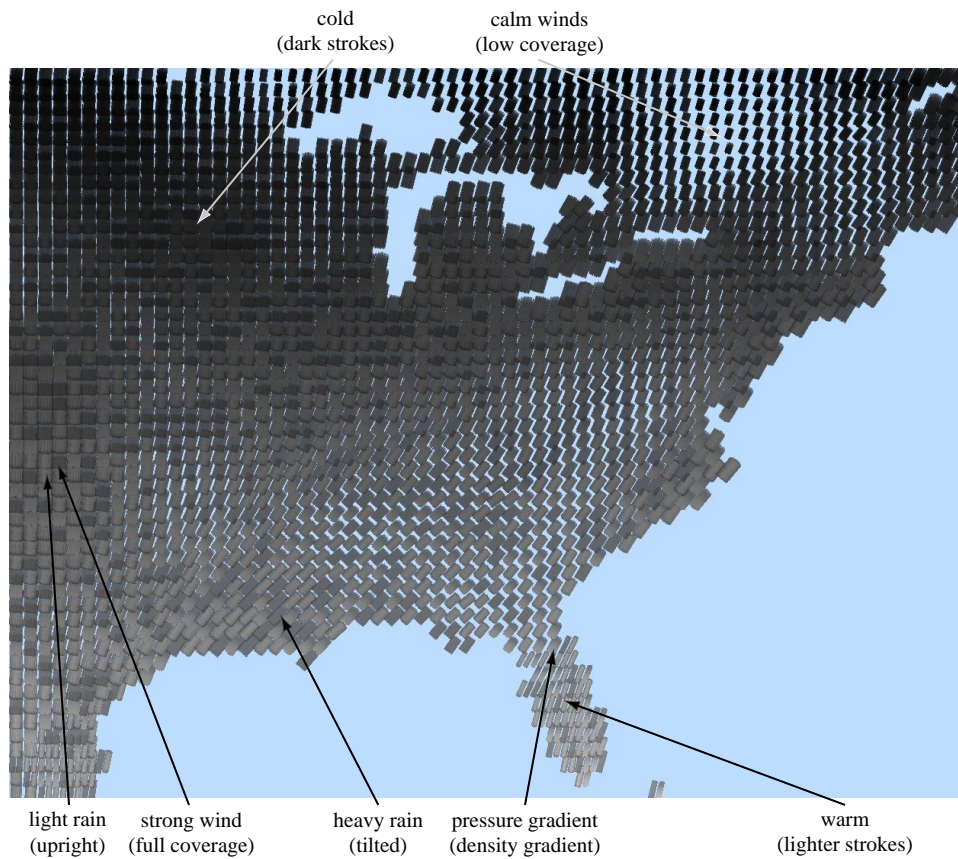 cold
(dark strokes)
calm winds
(low coverage)
light rain
(upright)
strong wind
(full coverage)
heavy rain
(tilted)
pressure gradient
(density gradient)
warm
(lighter strokes)